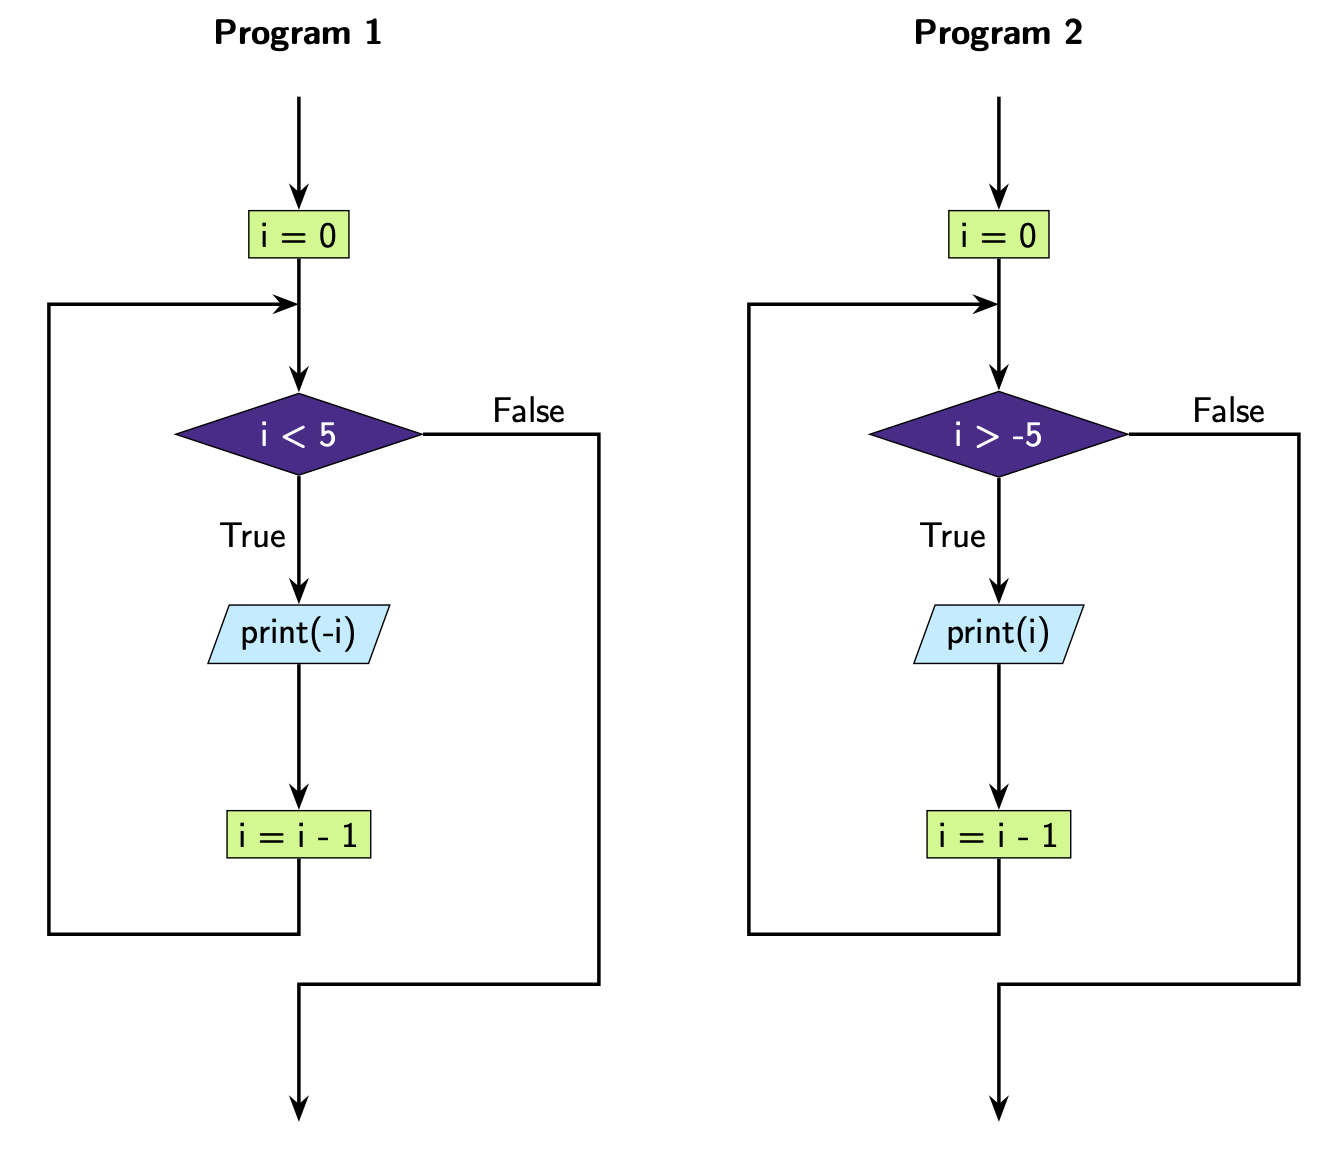 Program 1
i = 0
i < 5
False
True
print(-i)
i = i - 1
Program 2
i = 0
i > -5
False
True
print(i)
i = i - 1